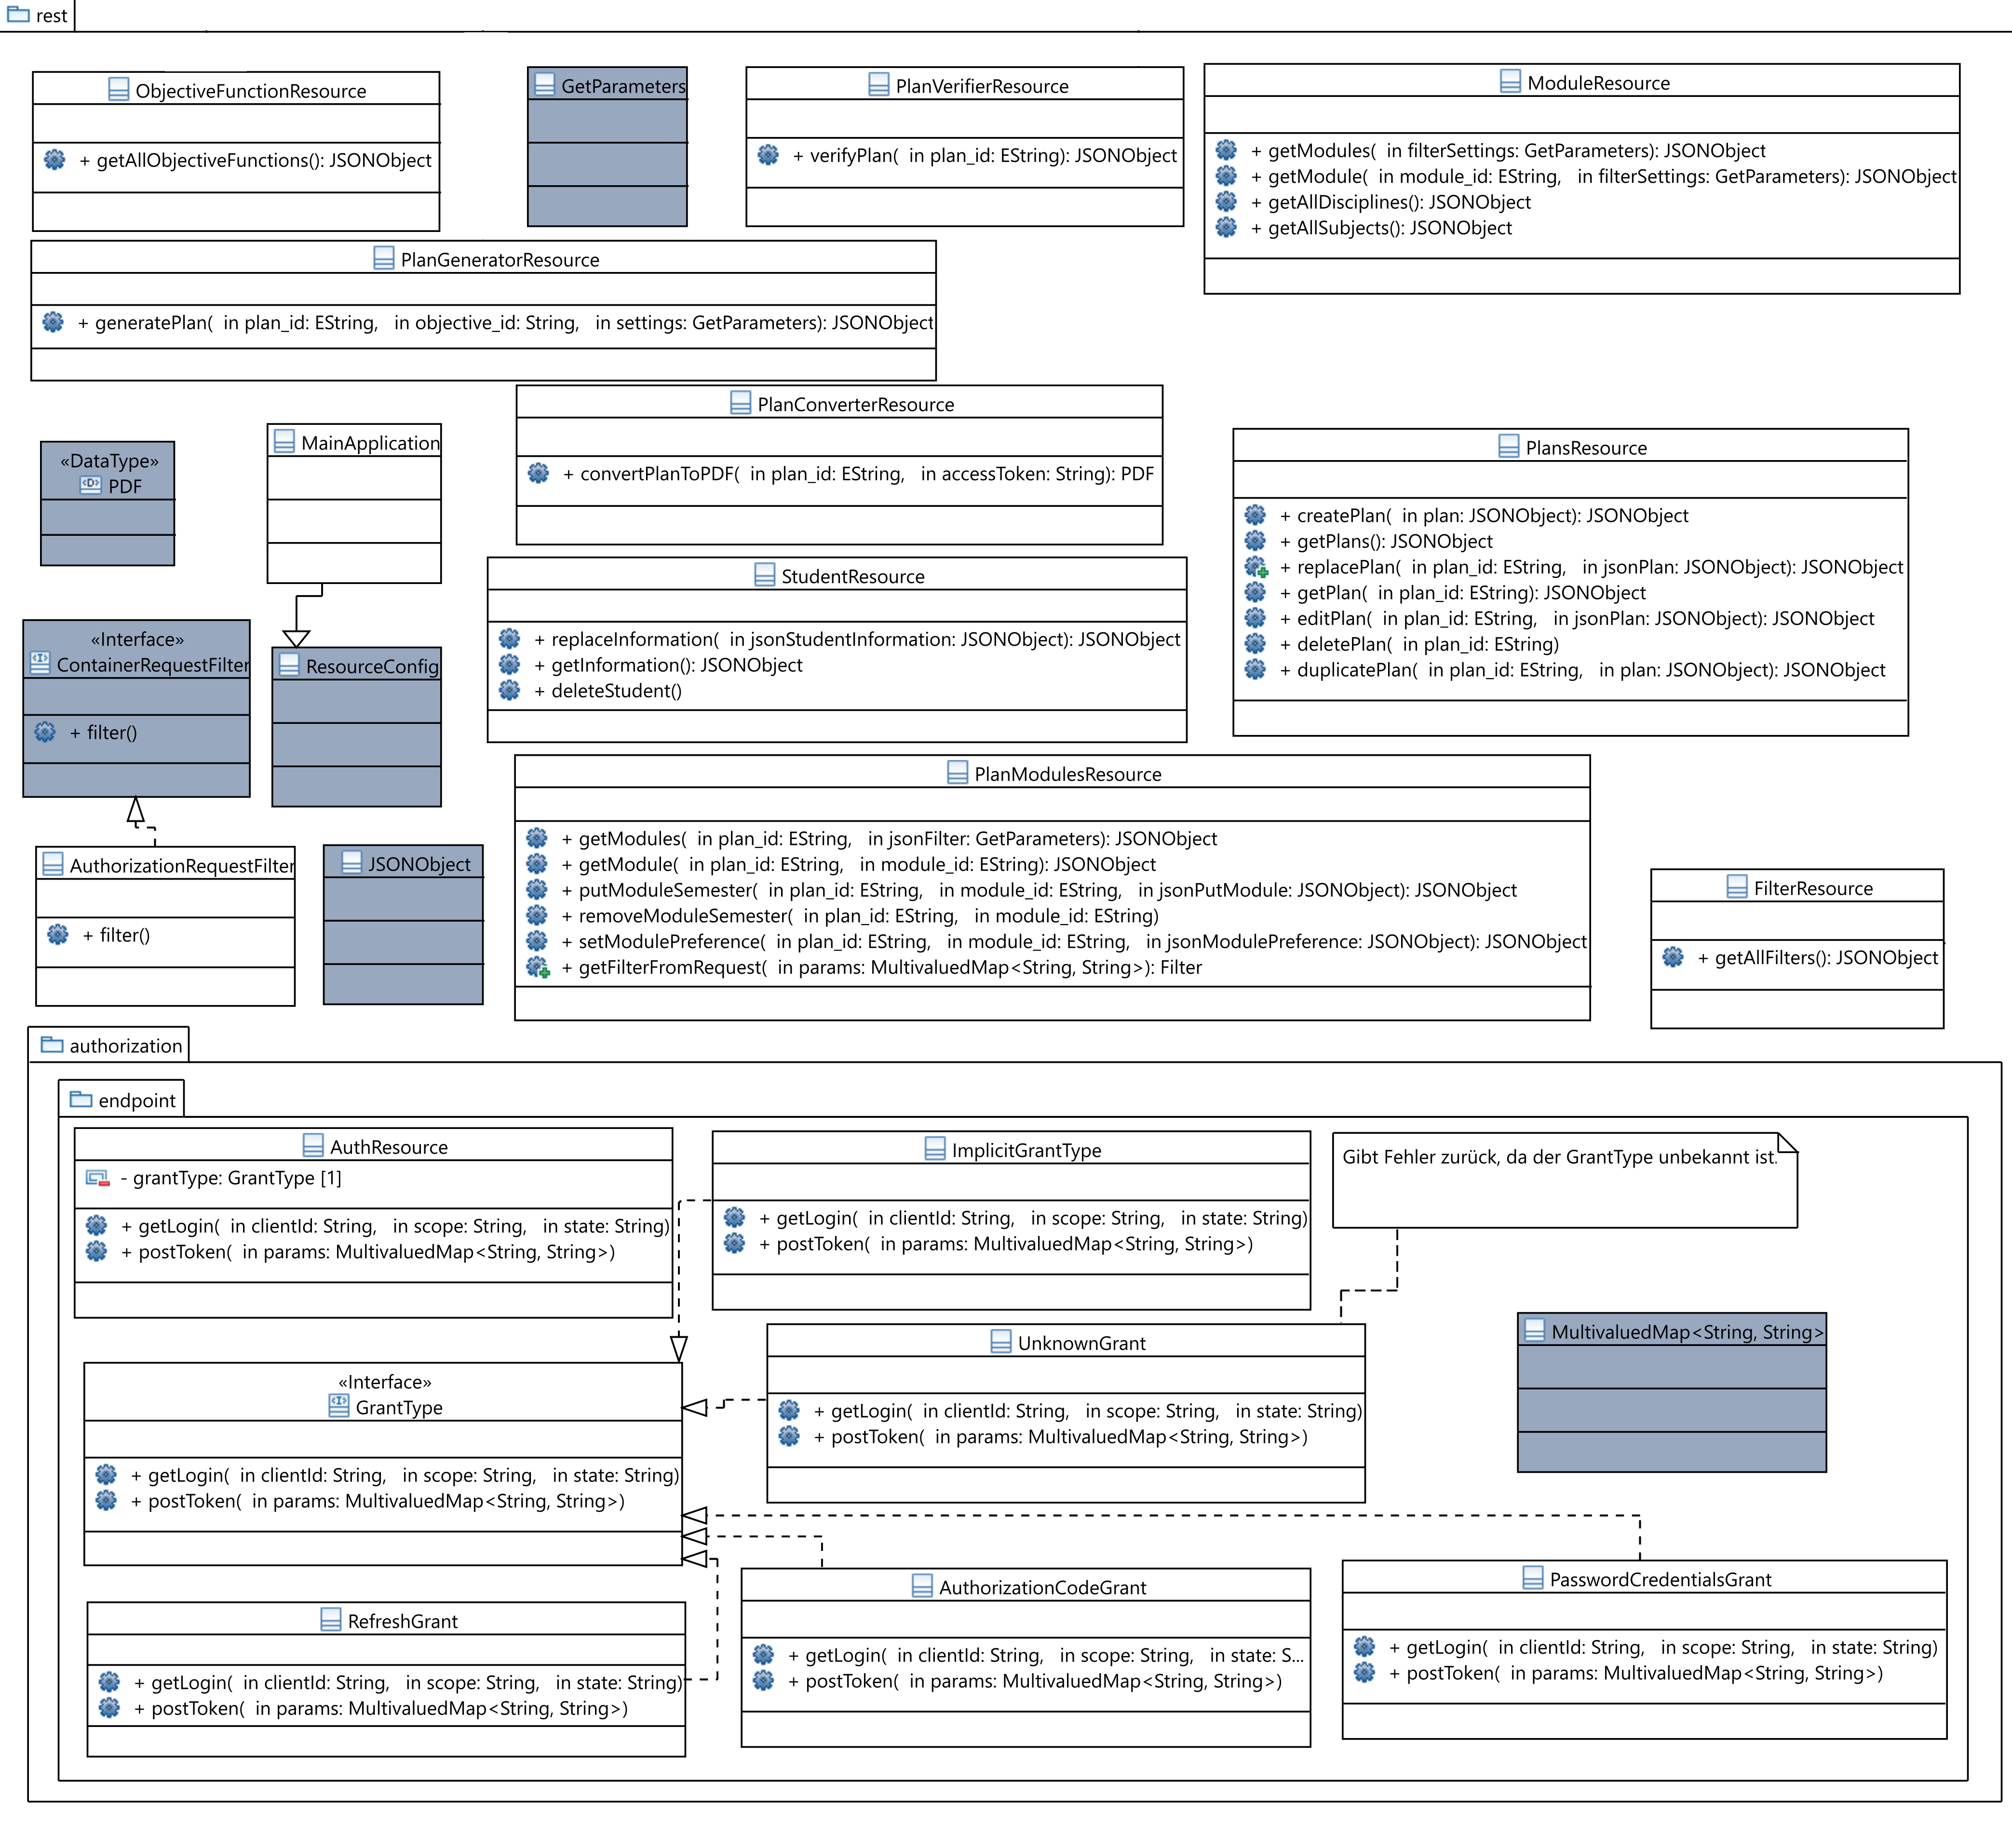 rest
ObjectiveFunctionResource
+ getAllObjectiveFunctions(): JSONObject
GetParameters
PlanVerifierResource
+ verifyPlan( in plan_id: EString): JSONObject
ModuleResource
+ getModules( in filterSettings: GetParameters): JSONObject
+ getModule( in module_id: EString, in filterSettings: GetParameters): JSONObject
+ getAllDisciplines(): JSONObject
+ getAllSubjects(): JSONObject
PlanGeneratorResource
+ generatePlan( in plan_id: EString, in objective_id: String, in settings: GetParameters): JSONObject
PlanConverterResource
+ convertPlanToPDF( in plan_id: EString, in accessToken: String): PDF
«DataType»
PDF
MainApplication
PlansResource
+ createPlan( in plan: JSONObject): JSONObject
+ getPlans(): JSONObject
+ replacePlan( in plan_id: EString, in jsonPlan: JSONObject): JSONObject
+ getPlan( in plan_id: EString): JSONObject
+ editPlan( in plan_id: EString, in jsonPlan: JSONObject): JSONObject
+ deletePlan( in plan_id: EString)
+ duplicatePlan( in plan_id: EString, in plan: JSONObject): JSONObject
StudentResource
+ replaceInformation( in jsonStudentInformation: JSONObject): JSONObject
+ getInformation(): JSONObject
+ deleteStudent()
«Interface»
ContainerRequestFilter
+ filter()
ResourceConfig
PlanModulesResource
+ getModules( in plan_id: EString, in jsonFilter: GetParameters): JSONObject
+ getModule( in plan_id: EString, in module_id: EString): JSONObject
+ putModuleSemester( in plan_id: EString, in module_id: EString, in jsonPutModule: JSONObject): JSONObject
+ removeModuleSemester( in plan_id: EString, in module_id: EString)
+ setModulePreference( in plan_id: EString, in module_id: EString, in jsonModulePreference: JSONObject): JSONObject
+ getFilterFromRequest( in params: MultivaluedMap<String, String>): Filter
AuthorizationRequestFilter
+ filter()
JSONObject
FilterResource
+ getAllFilters(): JSONObject
authorization
endpoint
AuthResource
- grantType: GrantType [1]
+ getLogin( in clientId: String, in scope: String, in state: String)
+ postToken( in params: MultivaluedMap<String, String>)
ImplicitGrantType
+ getLogin( in clientId: String, in scope: String, in state: String)
+ postToken( in params: MultivaluedMap<String, String>)
Gibt Fehler zurück, da der GrantType unbekannt ist.
UnknownGrant
+ getLogin( in clientId: String, in scope: String, in state: String)
+ postToken( in params: MultivaluedMap<String, String>)
MultivaluedMap<String, String>
«Interface»
GrantType
+ getLogin( in clientId: String, in scope: String, in state: String)
+ postToken( in params: MultivaluedMap<String, String>)
RefreshGrant
+ getLogin( in clientId: String, in scope: String, in state: String)
+ postToken( in params: MultivaluedMap<String, String>)
AuthorizationCodeGrant
+ getLogin( in clientId: String, in scope: String, in state: S...
+ postToken( in params: MultivaluedMap<String, String>)
PasswordCredentialsGrant
+ getLogin( in clientId: String, in scope: String, in state: String)
+ postToken( in params: MultivaluedMap<String, String>)